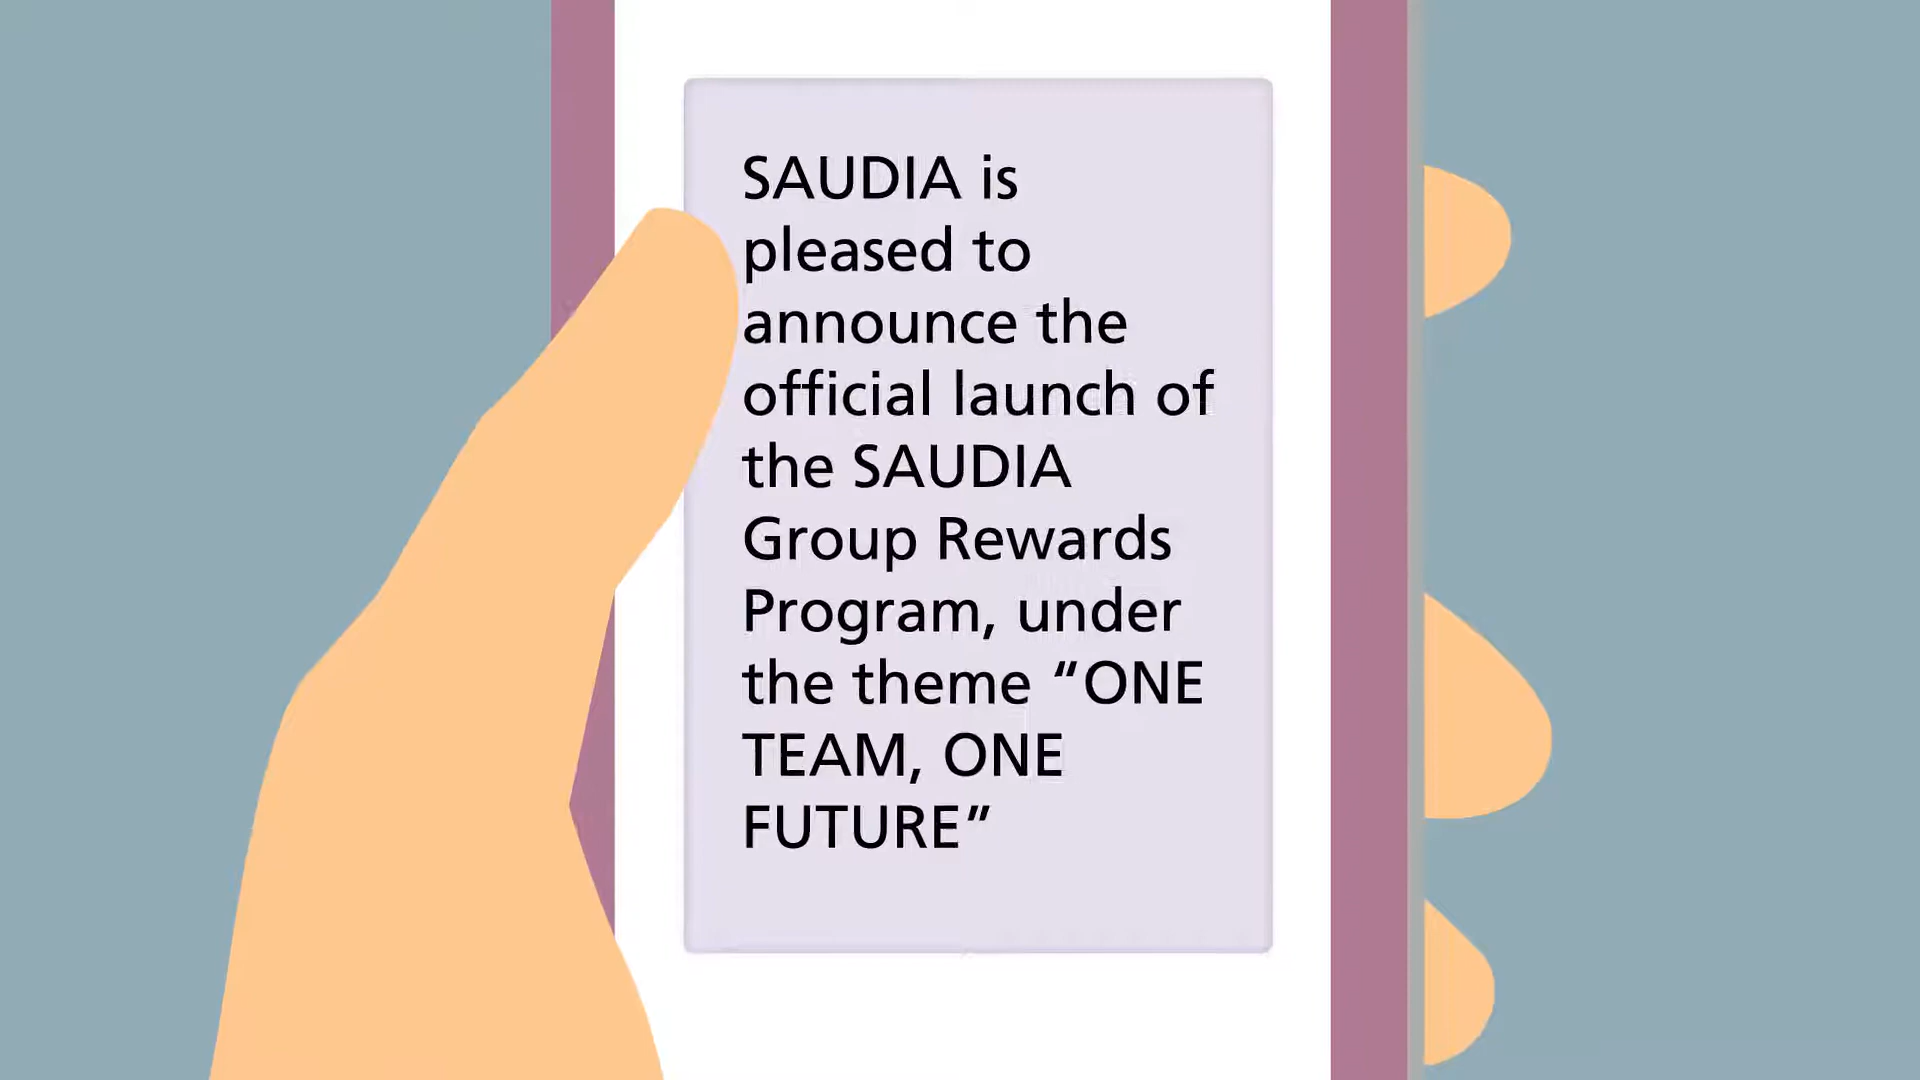 SAUDIA is
pleased to
announce the
official launch of
the SAUDIA
Group Rewards
Program, under
the theme “ONE
TEAM, ONE
FUTURE”